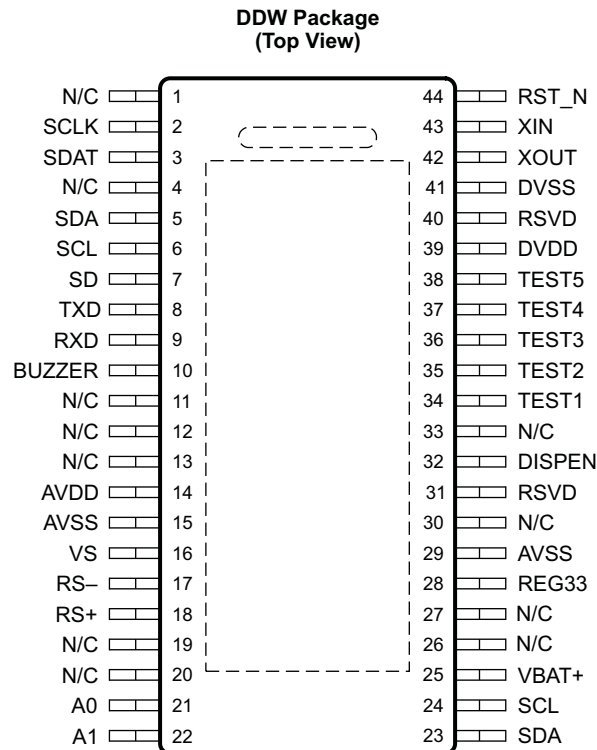 DDW Package
(Top View)
N/C 1 44 RST_N
SCLK 2 43 XIN
SDAT 3 42 XOUT
N/C 4 41 DVSS
SDA 5 40 RSVD
SCL 6 39 DVDD
SD 7 38 TEST5
TXD 8 37 TEST4
RXD 9 36 TEST3
BUZZER 10 35 TEST2
N/C 11 34 TEST1
N/C 12 33 N/C
N/C 13 32 DISPEN
AVDD 14 31 RSVD
AVSS 15 30 N/C
VS 16 29 AVSS
RS– 17 28 REG33
RS+ 18 27 N/C
N/C 19 26 N/C
N/C 20 25 VBAT+
A0 21 24 SCL
A1 22 23 SDA